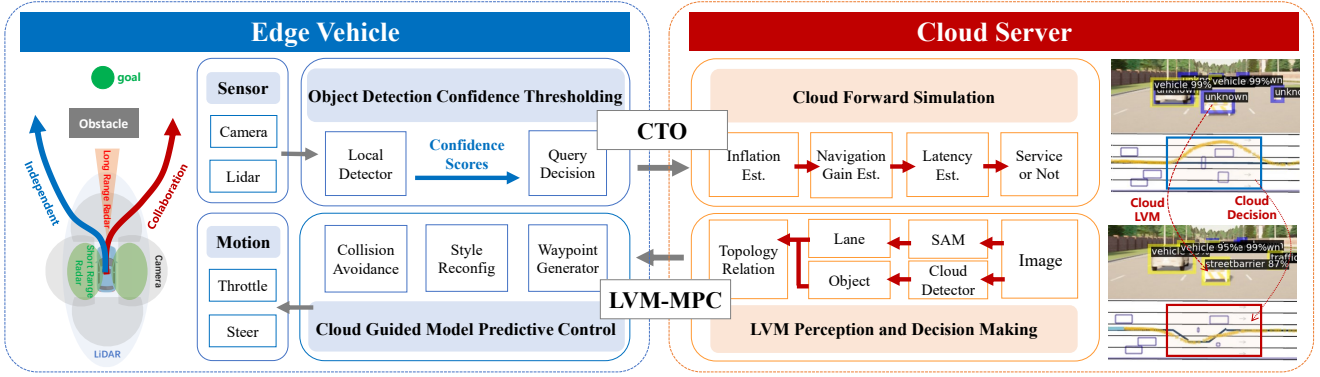 Edge Vehicle
goal
Obstacle
Long Range Radar
Independent
Collaboration
Short Range
Radar
Camera
LiDAR
Sensor
Camera
Lidar
Object Detection Confidence Thresholding
Local
Detector
Confidence
Scores
Query
Decision
Motion
Throttle
Steer
Collision
Avoidance
Style
Reconfig
Waypoint
Generator
Cloud Guided Model Predictive Control
CTO
LVM-MPC
Cloud Server
Cloud Forward Simulation
Inflation
Est.
Navigation
Gain Est.
Latency
Est.
Service
or Not
Topology
Relation
Lane
Object
SAM
Cloud
Detector
Image
LVM Perception and Decision Making
vehicle 99%
vehicle 99%
unknown
unknown
Cloud
LVM
Cloud
Decision
vehicle 95%
streetbarrier 87%